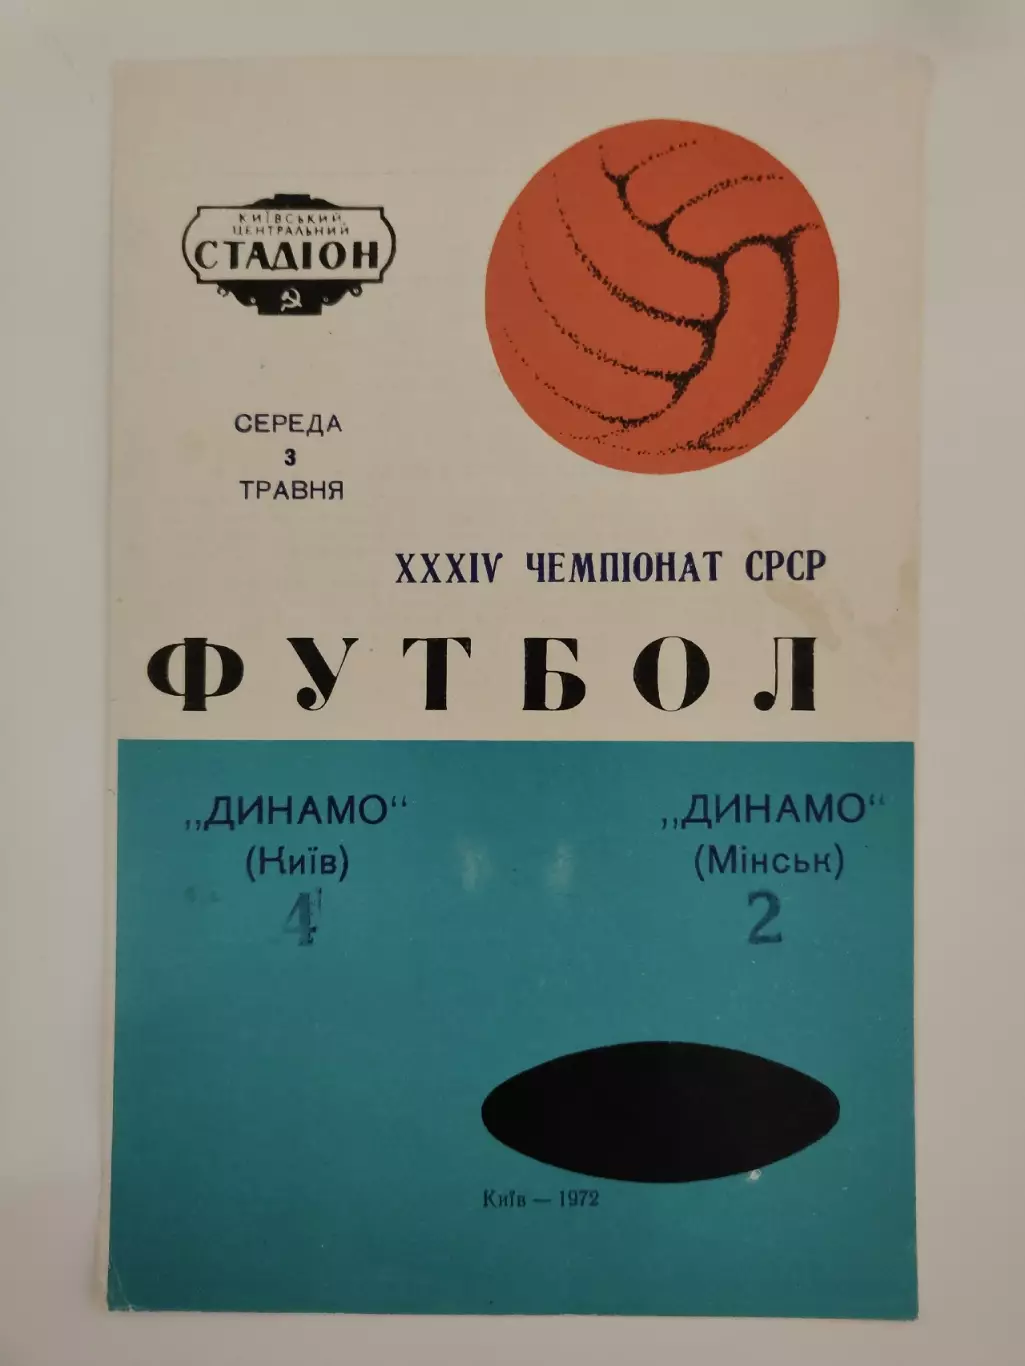 КИЇВСЬКИЙ
ЦЕНТРАЛЬНИЙ
СТАДІОН
СЕРЕДА
3
ТРАВНЯ
XXXIV ЧЕМПІОНАТ СРСР
ФУТБОЛ
„ДИНАМО“
(Київ)
4
„ДИНАМО“
(Мінськ)
2
Київ — 1972